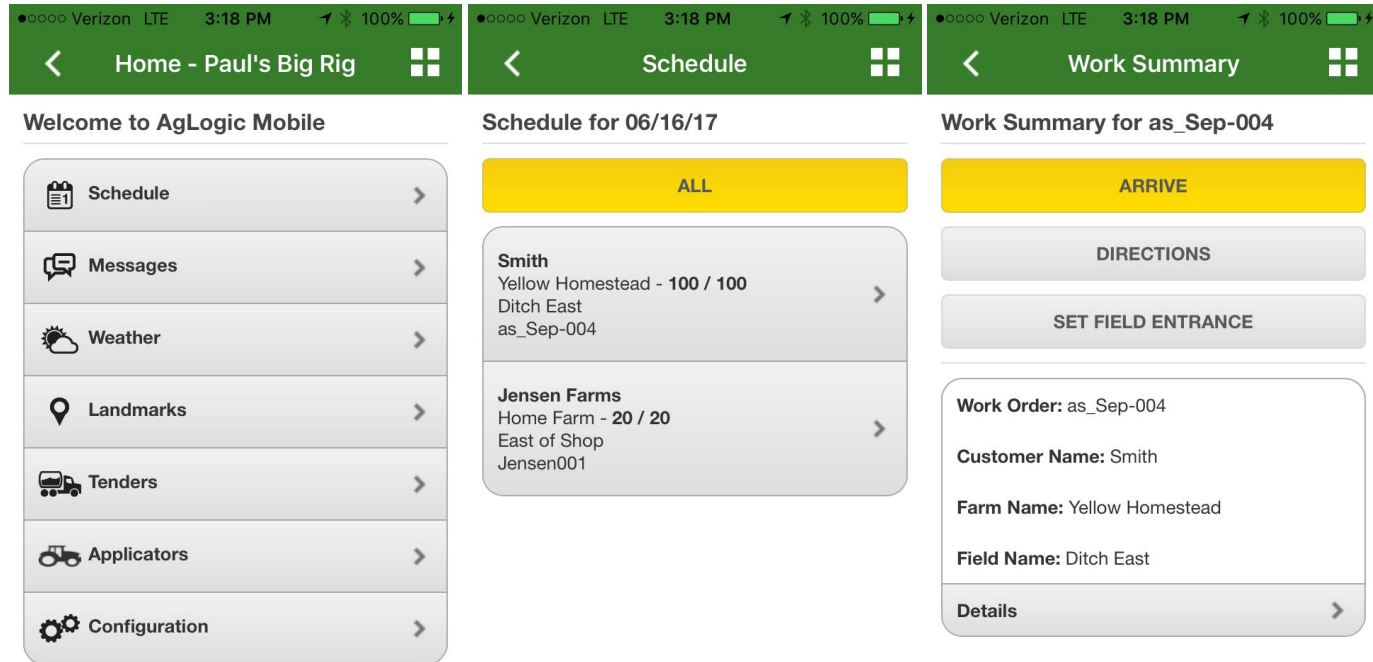 ●○○○○ Verizon LTE 3:18 PM 100%
Home - Paul's Big Rig
Welcome to AgLogic Mobile
1
Schedule
Messages
Weather
Landmarks
Tenders
Applicators
Configuration
●○○○○ Verizon LTE 3:18 PM 100%
Schedule
Schedule for 06/16/17
ALL
Smith
Yellow Homestead - 100 / 100
Ditch East
as_Sep-004
Jensen Farms
Home Farm - 20 / 20
East of Shop
Jensen001
●○○○○ Verizon LTE 3:18 PM 100%
Work Summary
Work Summary for as_Sep-004
ARRIVE
DIRECTIONS
SET FIELD ENTRANCE
Work Order: as_Sep-004
Customer Name: Smith
Farm Name: Yellow Homestead
Field Name: Ditch East
Details